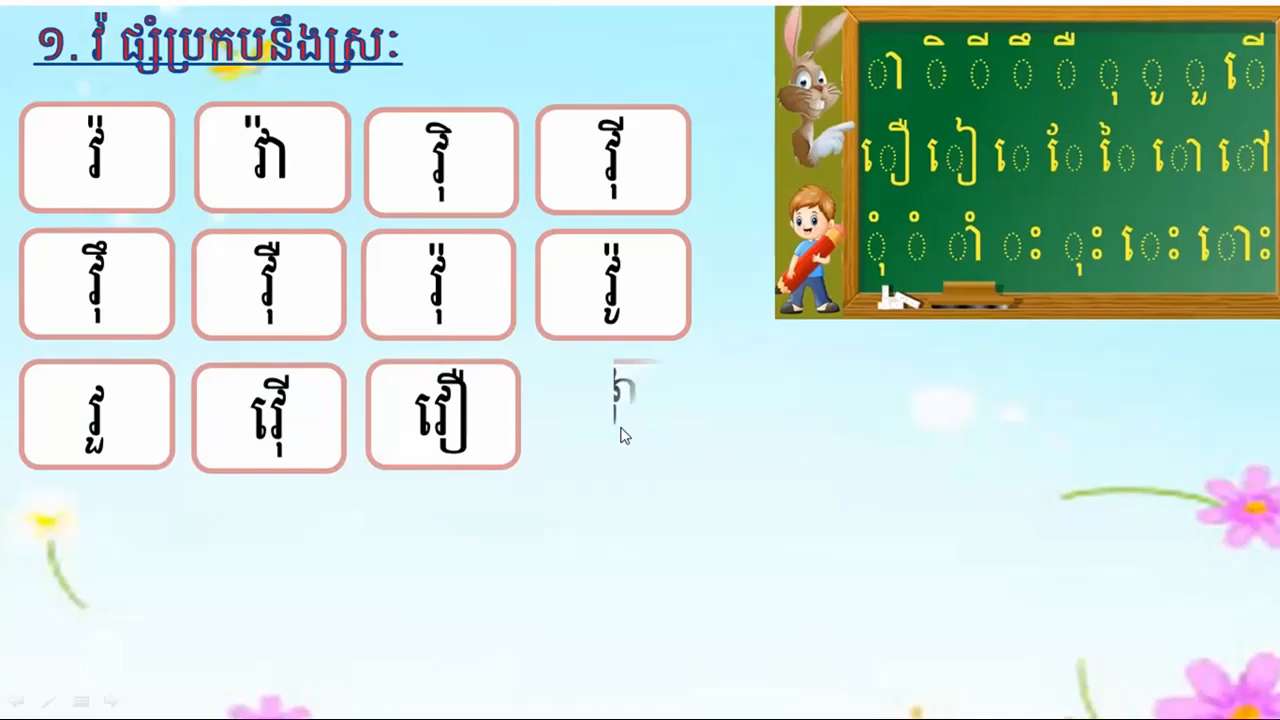 ១. វ៉ ផ្សំប្រកបនឹងស្រៈ
វ៉ វ៉ា វ៉ិ វ៉ី
វ៉ឹ វ៉ឺ វ៉ុ វ៉ូ
វួ វ៉ើ វឿ
ា ិ ី ឹ ឺ ុ ូ ួ ើ
ឿ ៀ េ ែ ៃ ោ ៅ
ុំ ំ ាំ ះ ុះ េះ ោះ